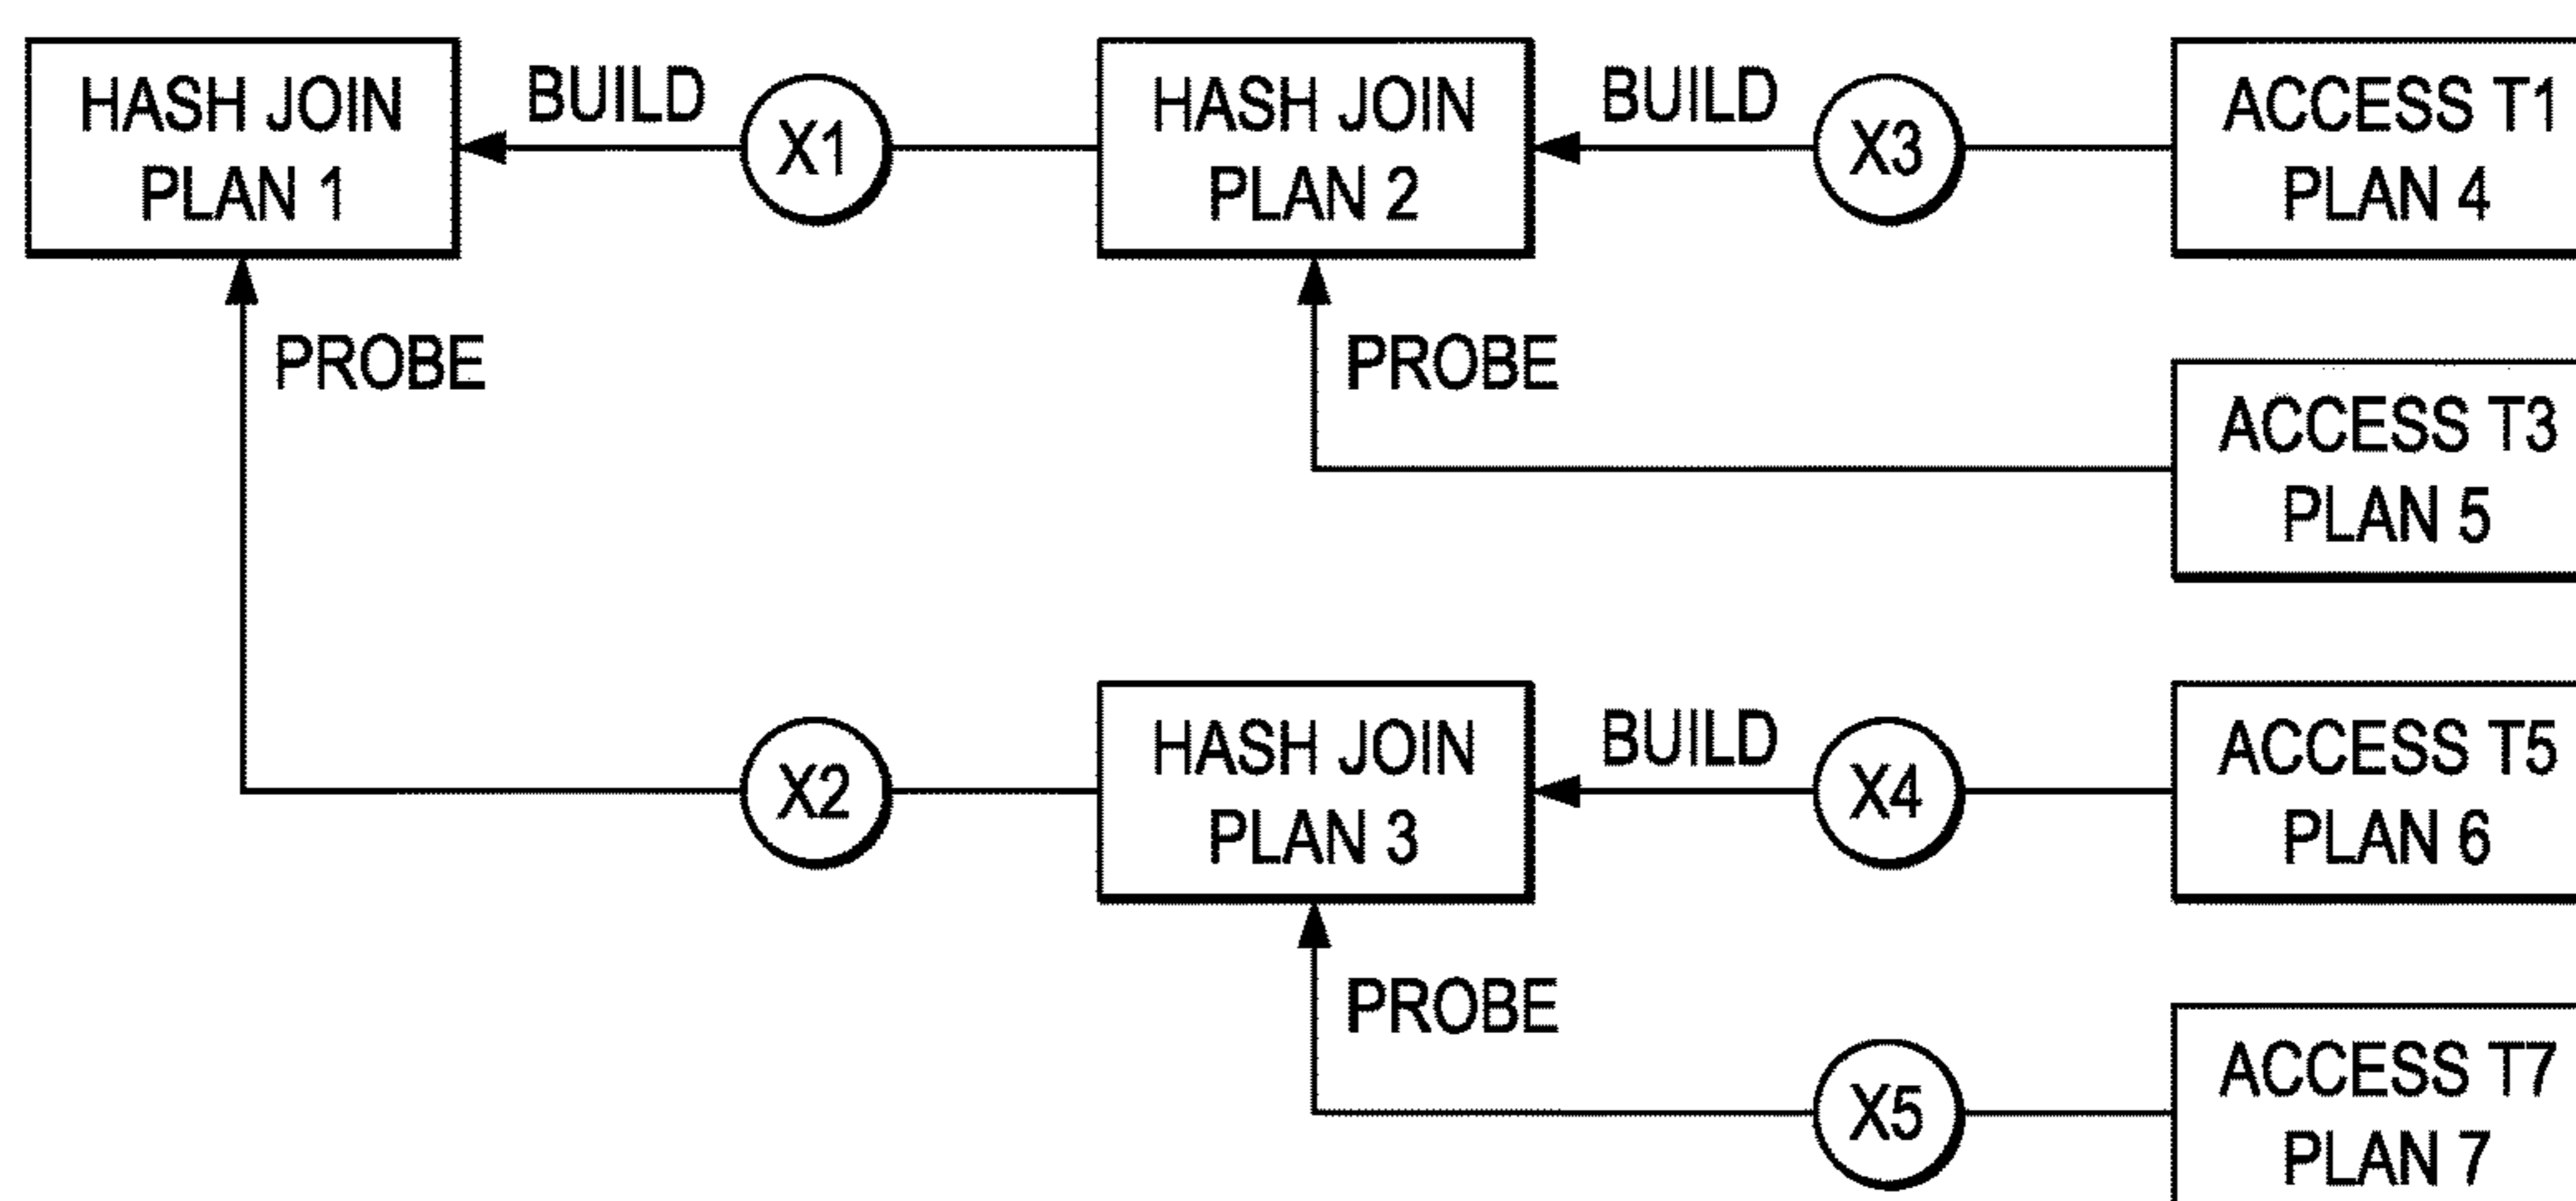 HASH JOIN
PLAN 1
BUILD
X1
HASH JOIN
PLAN 2
BUILD
X3
ACCESS T1
PLAN 4
PROBE
PROBE
ACCESS T3
PLAN 5
X2
HASH JOIN
PLAN 3
BUILD
X4
ACCESS T5
PLAN 6
PROBE
X5
ACCESS T7
PLAN 7